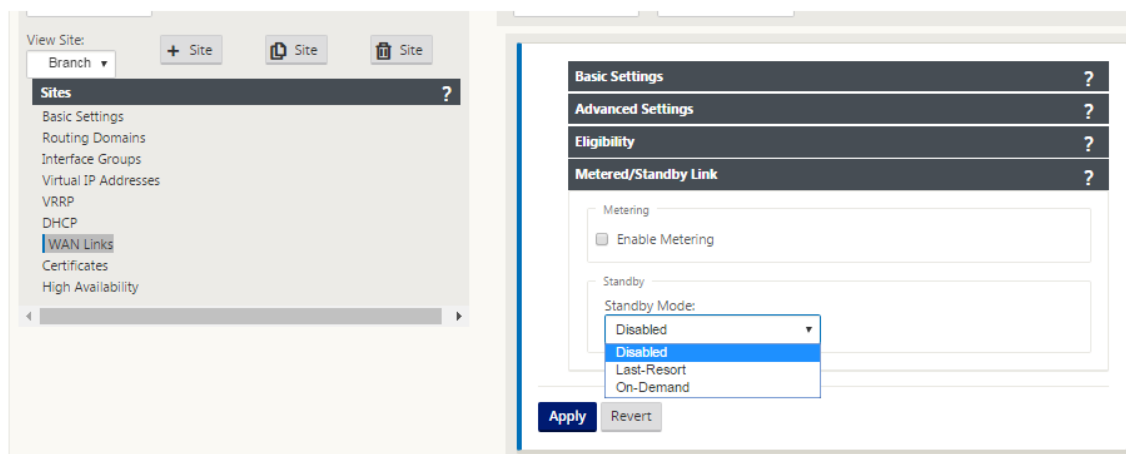 View Site:
Branch
+ Site
Site
Site
Sites ?
Basic Settings
Routing Domains
Interface Groups
Virtual IP Addresses
VRRP
DHCP
WAN Links
Certificates
High Availability
Basic Settings ?
Advanced Settings ?
Eligibility ?
Metered/Standby Link ?
Metering
Enable Metering
Standby
Standby Mode:
Disabled
Disabled
Last-Resort
On-Demand
Apply Revert